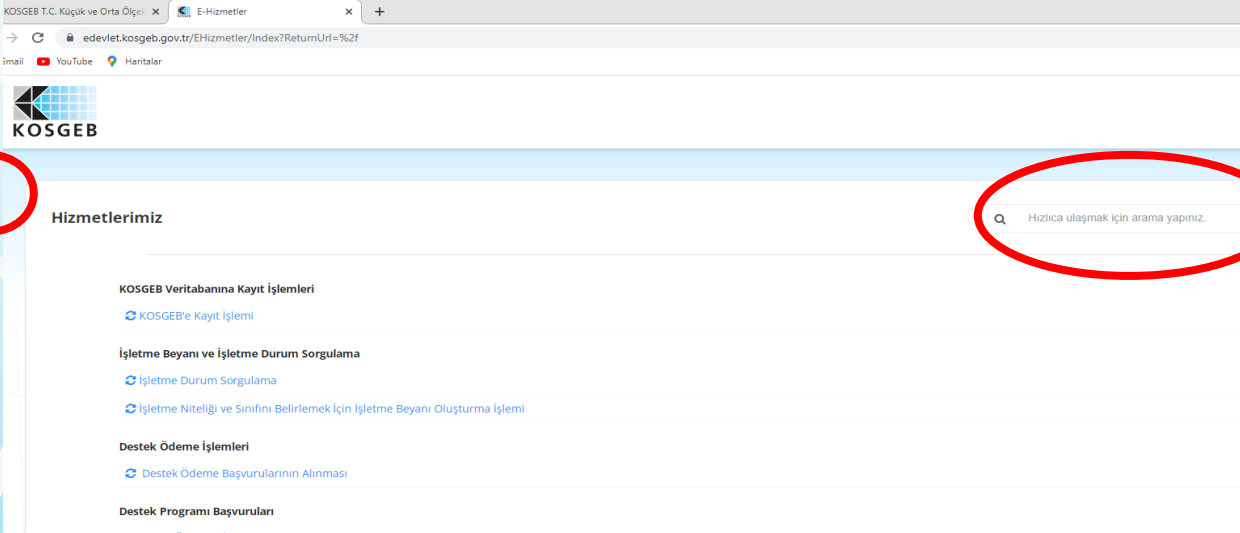 KOSGEB T.C. Küçük ve Orta Ölçek
E-Hizmetler
edevlet.kosgeb.gov.tr/EHizmetler/Index?ReturnUrl=%2f
Gmail YouTube Haritalar
KOSGEB
Hizmetlerimiz
Hızlıca ulaşmak için arama yapınız.
KOSGEB Veritabanına Kayıt İşlemleri
KOSGEB'e Kayıt İşlemi
İşletme Beyanı ve İşletme Durum Sorgulama
İşletme Durum Sorgulama
İşletme Niteliği ve Sınıfını Belirlemek İçin İşletme Beyanı Oluşturma İşlemi
Destek Ödeme İşlemleri
Destek Ödeme Başvurularının Alınması
Destek Programı Başvuruları